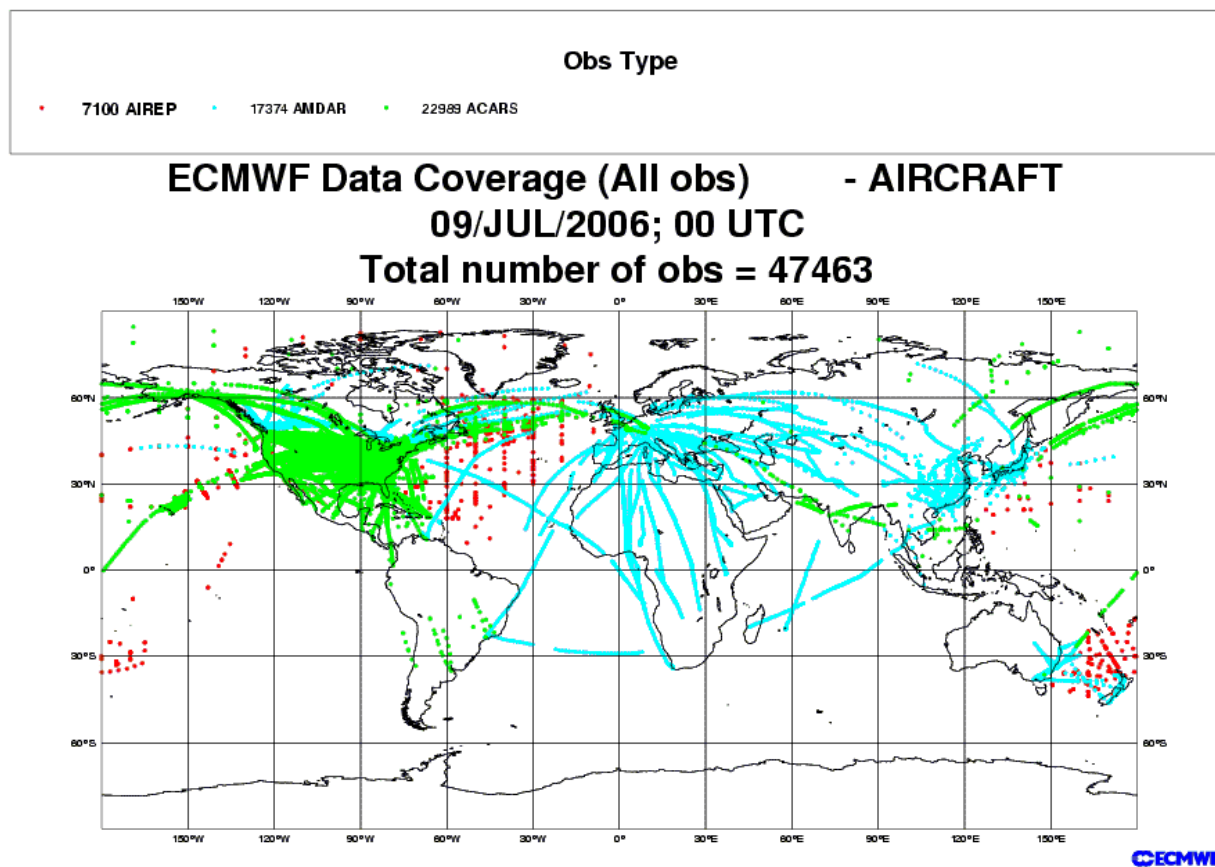 Obs Type
7100 AIREP 17374 AMDAR 22989 ACARS
ECMWF Data Coverage (All obs) - AIRCRAFT
09/JUL/2006; 00 UTC
Total number of obs = 47463
150°W 120°W 90°W 60°W 30°W 0° 30°E 60°E 90°E 120°E 150°E
60°N 60°N
30°N 30°N
0° 0°
30°S 30°S
60°S 60°S
150°W 120°W 90°W 60°W 30°W 0° 30°E 60°E 90°E 120°E 150°E
ECMWF